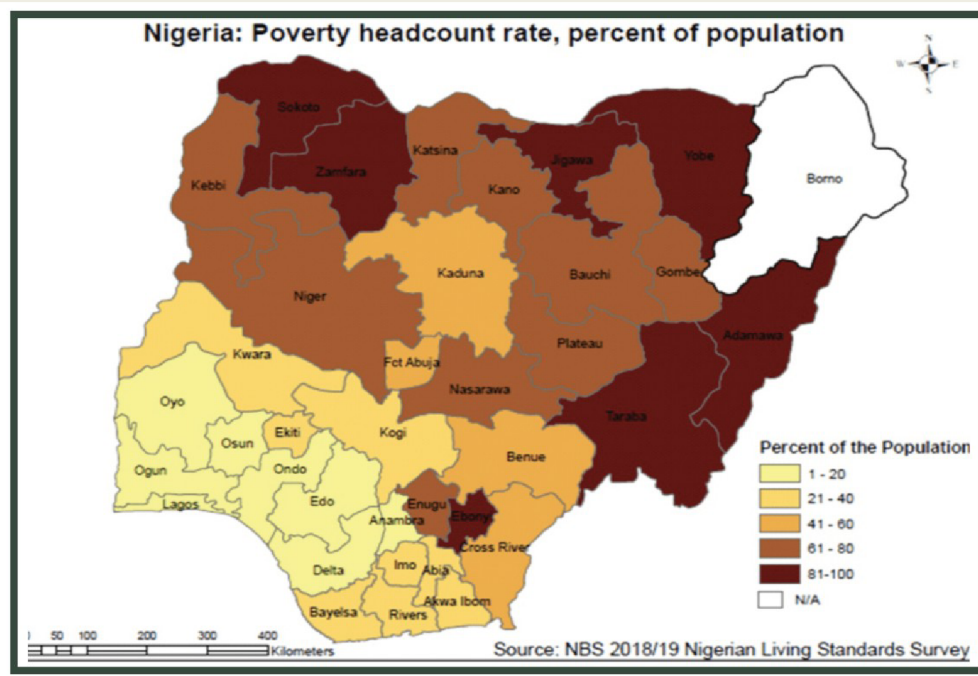 Nigeria: Poverty headcount rate, percent of population
N
W E
S
Sokoto
Katsina
Jigawa
Yobe
Zamfara
Borno
Kebbi
Kano
Kaduna
Bauchi
Gombe
Niger
Adamawa
Plateau
Kwara
Fct Abuja
Nasarawa
Oyo
Taraba
Ekiti
Kogi
Osun
Benue
Ogun
Ondo
Lagos
Edo
Enugu
Ebony
Anambra
Cross River
Delta
Imo
Abia
Akwa Ibom
Bayelsa
Rivers
Percent of the Population
1 - 20
21 - 40
41 - 60
61 - 80
81-100
N/A
50 100 200 300 400
Kilometers
Source: NBS 2018/19 Nigerian Living Standards Survey